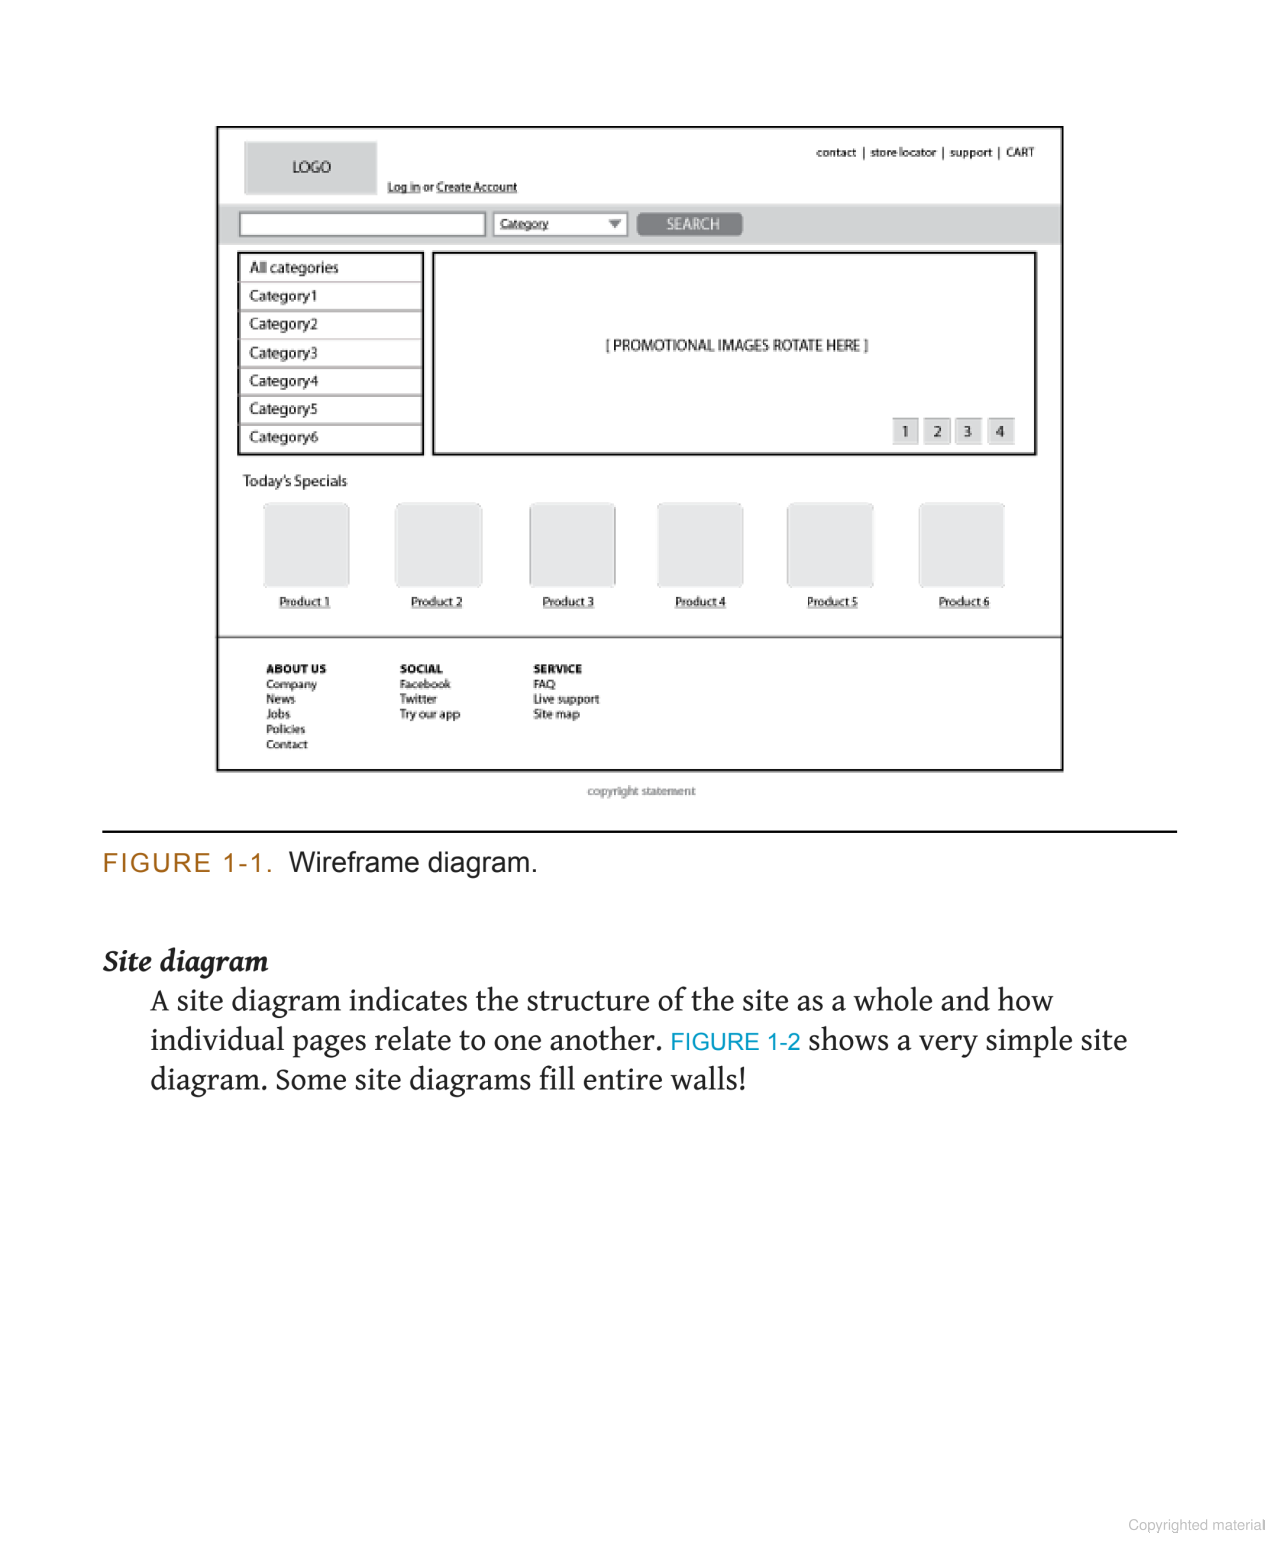 LOGO
contact | store locator | support | CART
Log in or Create Account
Category
SEARCH
All categories
Category1
Category2
Category3
Category4
Category5
Category6
[ PROMOTIONAL IMAGES ROTATE HERE ]
1 2 3 4
Today's Specials
Product 1 Product 2 Product 3 Product 4 Product 5 Product 6
ABOUT US
Company
News
Jobs
Policies
Contact
SOCIAL
Facebook
Twitter
Try our app
SERVICE
FAQ
Live support
Site map
copyright statement
FIGURE 1-1. Wireframe diagram.
Site diagram
A site diagram indicates the structure of the site as a whole and how
individual pages relate to one another. FIGURE 1-2 shows a very simple site
diagram. Some site diagrams fill entire walls!
Copyrighted material